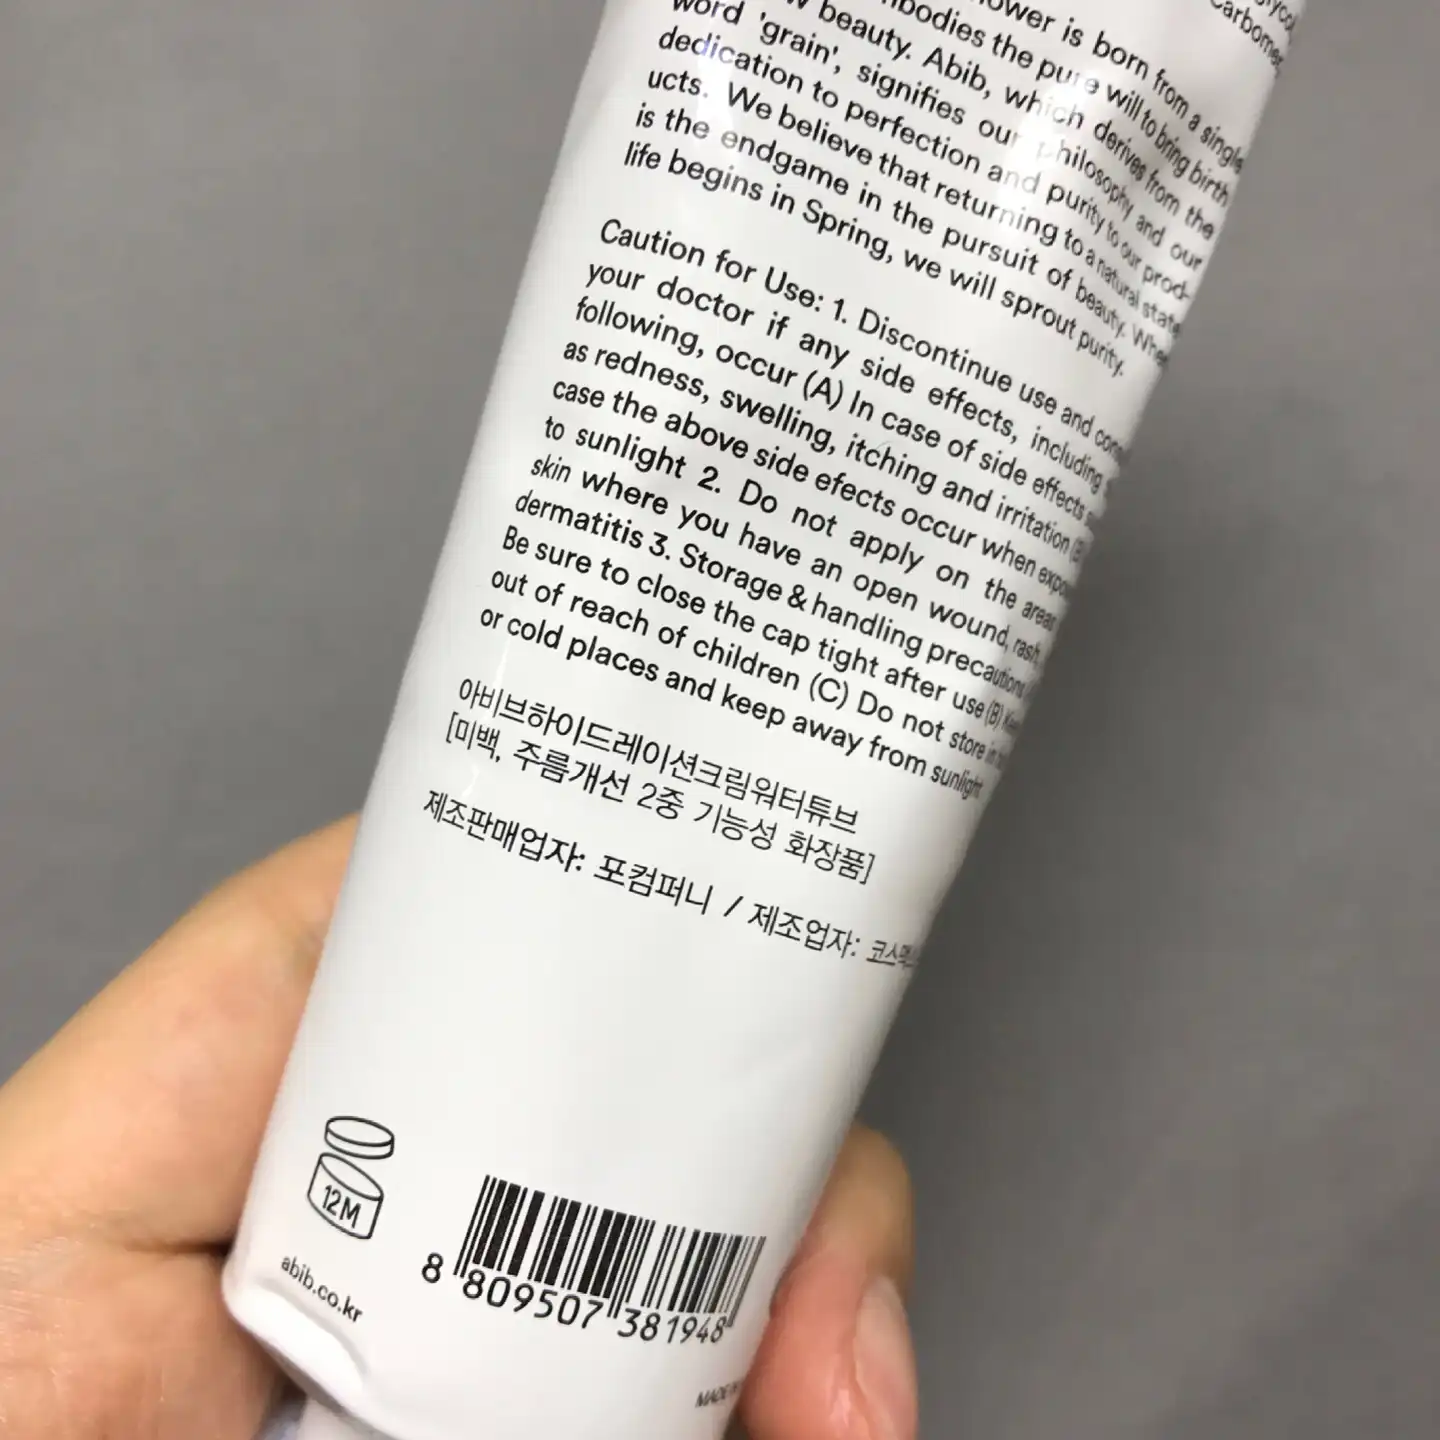 ower is born from a single
beauty. Abib, which derives from the
bodies the pure will to bring birth
word 'grain', signifies our philosophy and our
dedication to perfection and purity to our prod-
ucts. We believe that returning to a natural state
is the endgame in the pursuit of beauty. When
life begins in Spring, we will sprout purity.
Caution for Use: 1. Discontinue use and
your doctor if any side effects, including
following, occur (A) In case of side effects
as redness, swelling, itching and irritation (B)
case the above side efects occur when
to sunlight 2. Do not apply on the areas
skin where you have an open wound, rash,
dermatitis 3. Storage & handling precautions
Be sure to close the cap tight after use (B)
out of reach of children (C) Do not store in
or cold places and keep away from sunlight
아비브하이드레이션크림워터튜브
[미백, 주름개선 2중 기능성 화장품]
제조판매업자: 포컴퍼니 / 제조업자: 코스맥
12M
abib.co.kr
8 809507 381948
MADE